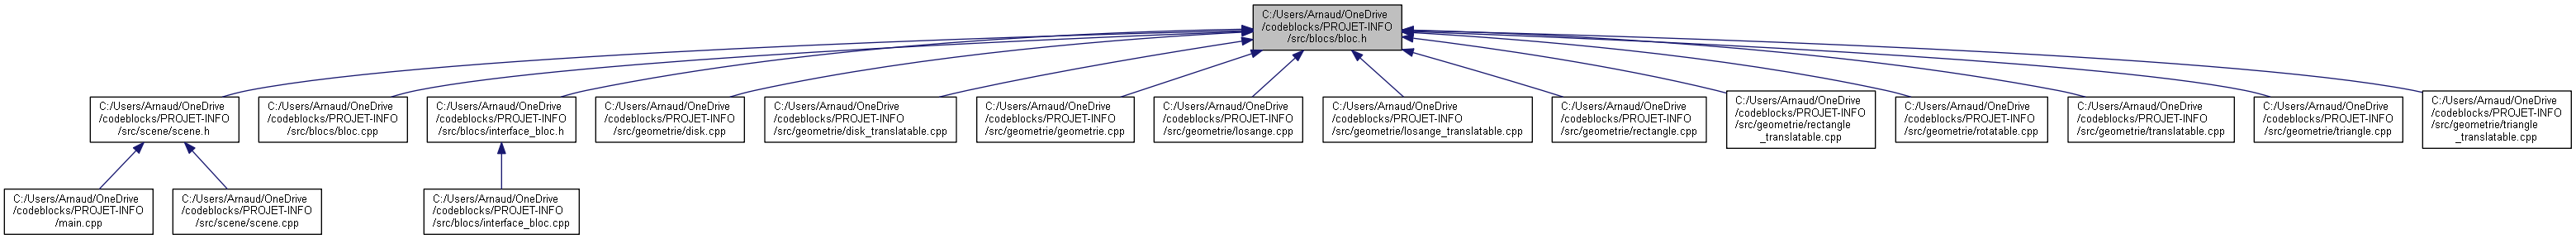 C:/Users/Arnaud/OneDrive
/codeblocks/PROJET-INFO
/src/blocs/bloc.h
C:/Users/Arnaud/OneDrive
/codeblocks/PROJET-INFO
/src/scene/scene.h
C:/Users/Arnaud/OneDrive
/codeblocks/PROJET-INFO
/src/blocs/bloc.cpp
C:/Users/Arnaud/OneDrive
/codeblocks/PROJET-INFO
/src/blocs/interface_bloc.h
C:/Users/Arnaud/OneDrive
/codeblocks/PROJET-INFO
/src/geometrie/disk.cpp
C:/Users/Arnaud/OneDrive
/codeblocks/PROJET-INFO
/src/geometrie/disk_translatable.cpp
C:/Users/Arnaud/OneDrive
/codeblocks/PROJET-INFO
/src/geometrie/geometrie.cpp
C:/Users/Arnaud/OneDrive
/codeblocks/PROJET-INFO
/src/geometrie/losange.cpp
C:/Users/Arnaud/OneDrive
/codeblocks/PROJET-INFO
/src/geometrie/losange_translatable.cpp
C:/Users/Arnaud/OneDrive
/codeblocks/PROJET-INFO
/src/geometrie/rectangle.cpp
C:/Users/Arnaud/OneDrive
/codeblocks/PROJET-INFO
/src/geometrie/rectangle
_translatable.cpp
C:/Users/Arnaud/OneDrive
/codeblocks/PROJET-INFO
/src/geometrie/rotatable.cpp
C:/Users/Arnaud/OneDrive
/codeblocks/PROJET-INFO
/src/geometrie/translatable.cpp
C:/Users/Arnaud/OneDrive
/codeblocks/PROJET-INFO
/src/geometrie/triangle.cpp
C:/Users/Arnaud/OneDrive
/codeblocks/PROJET-INFO
/src/geometrie/triangle
_translatable.cpp
C:/Users/Arnaud/OneDrive
/codeblocks/PROJET-INFO
/main.cpp
C:/Users/Arnaud/OneDrive
/codeblocks/PROJET-INFO
/src/scene/scene.cpp
C:/Users/Arnaud/OneDrive
/codeblocks/PROJET-INFO
/src/blocs/interface_bloc.cpp